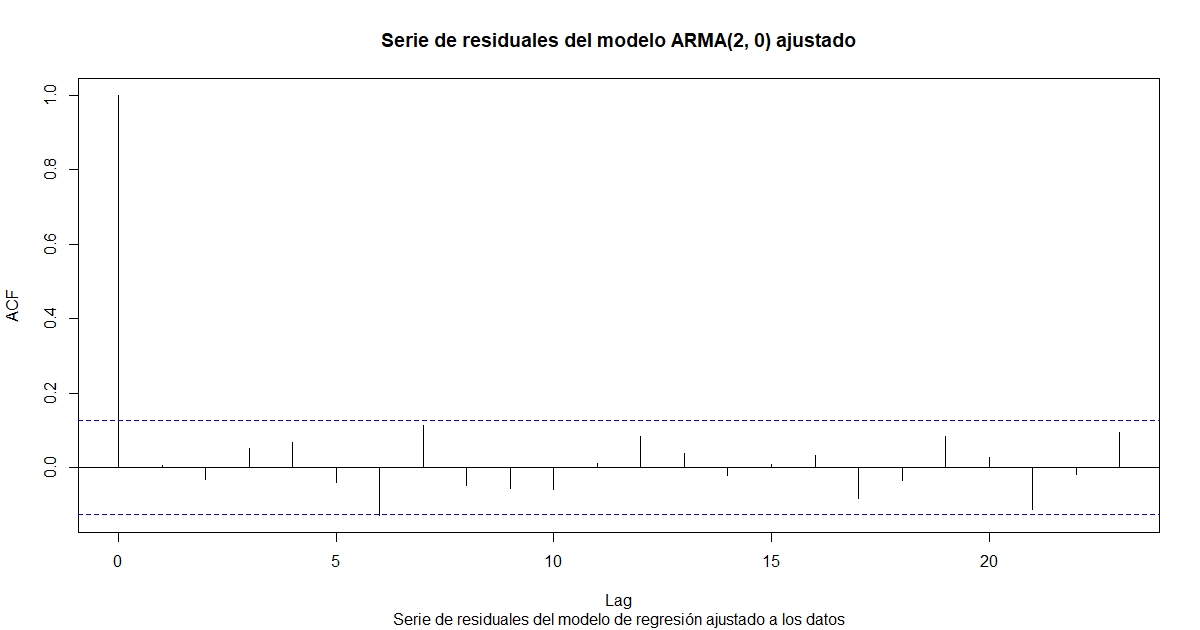 Serie de residuales del modelo ARMA(2, 0) ajustado
1.0
0.8
0.6
0.4
0.2
0.0
ACF
0 5 10 15 20
Lag
Serie de residuales del modelo de regresión ajustado a los datos